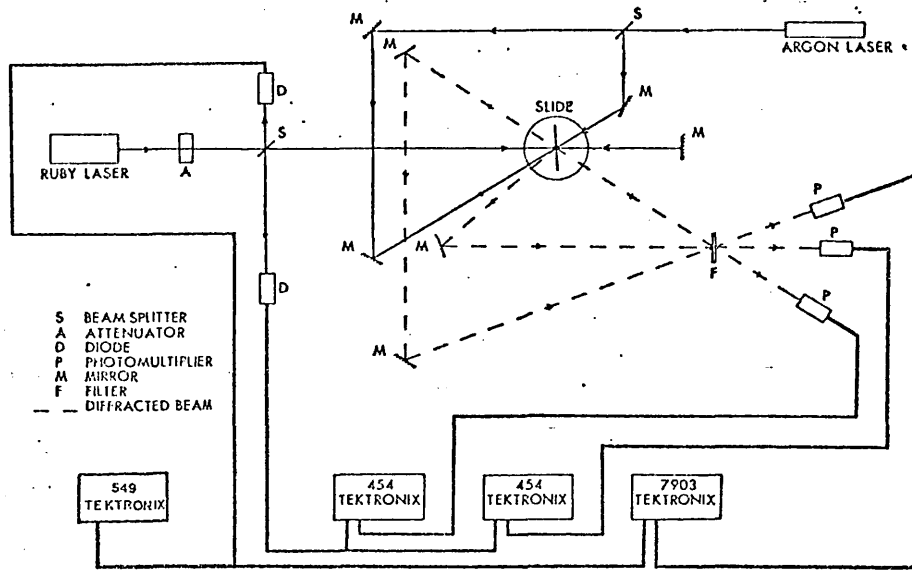 M
S
ARGON LASER
M
M
D
SLIDE
S
M
RUBY LASER
A
P
M
M
P
F
D
P
S BEAM SPLITTER
A ATTENUATOR
D DIODE
P PHOTOMULTIPLIER
M MIRROR
F FILTER
DIFFRACTED BEAM
M
549
TEKTRONIX
454
TEKTRONIX
454
TEKTRONIX
7903
TEKTRONIX